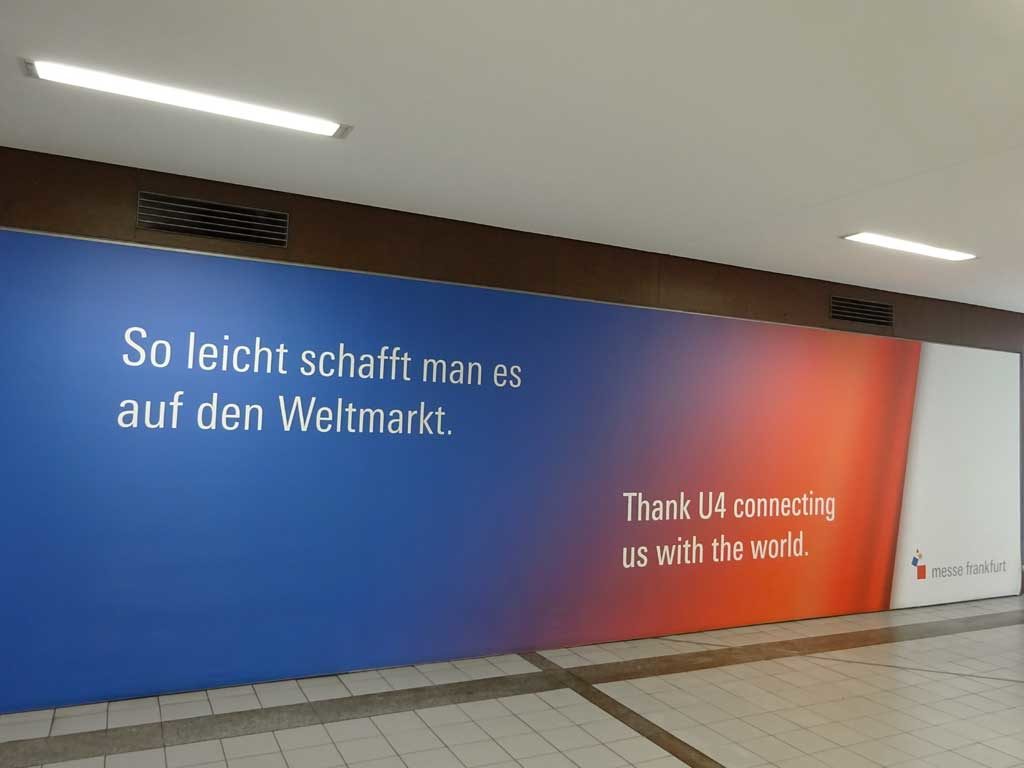 So leicht schafft man es
auf den Weltmarkt.
Thank U4 connecting
us with the world.
messe frankfurt